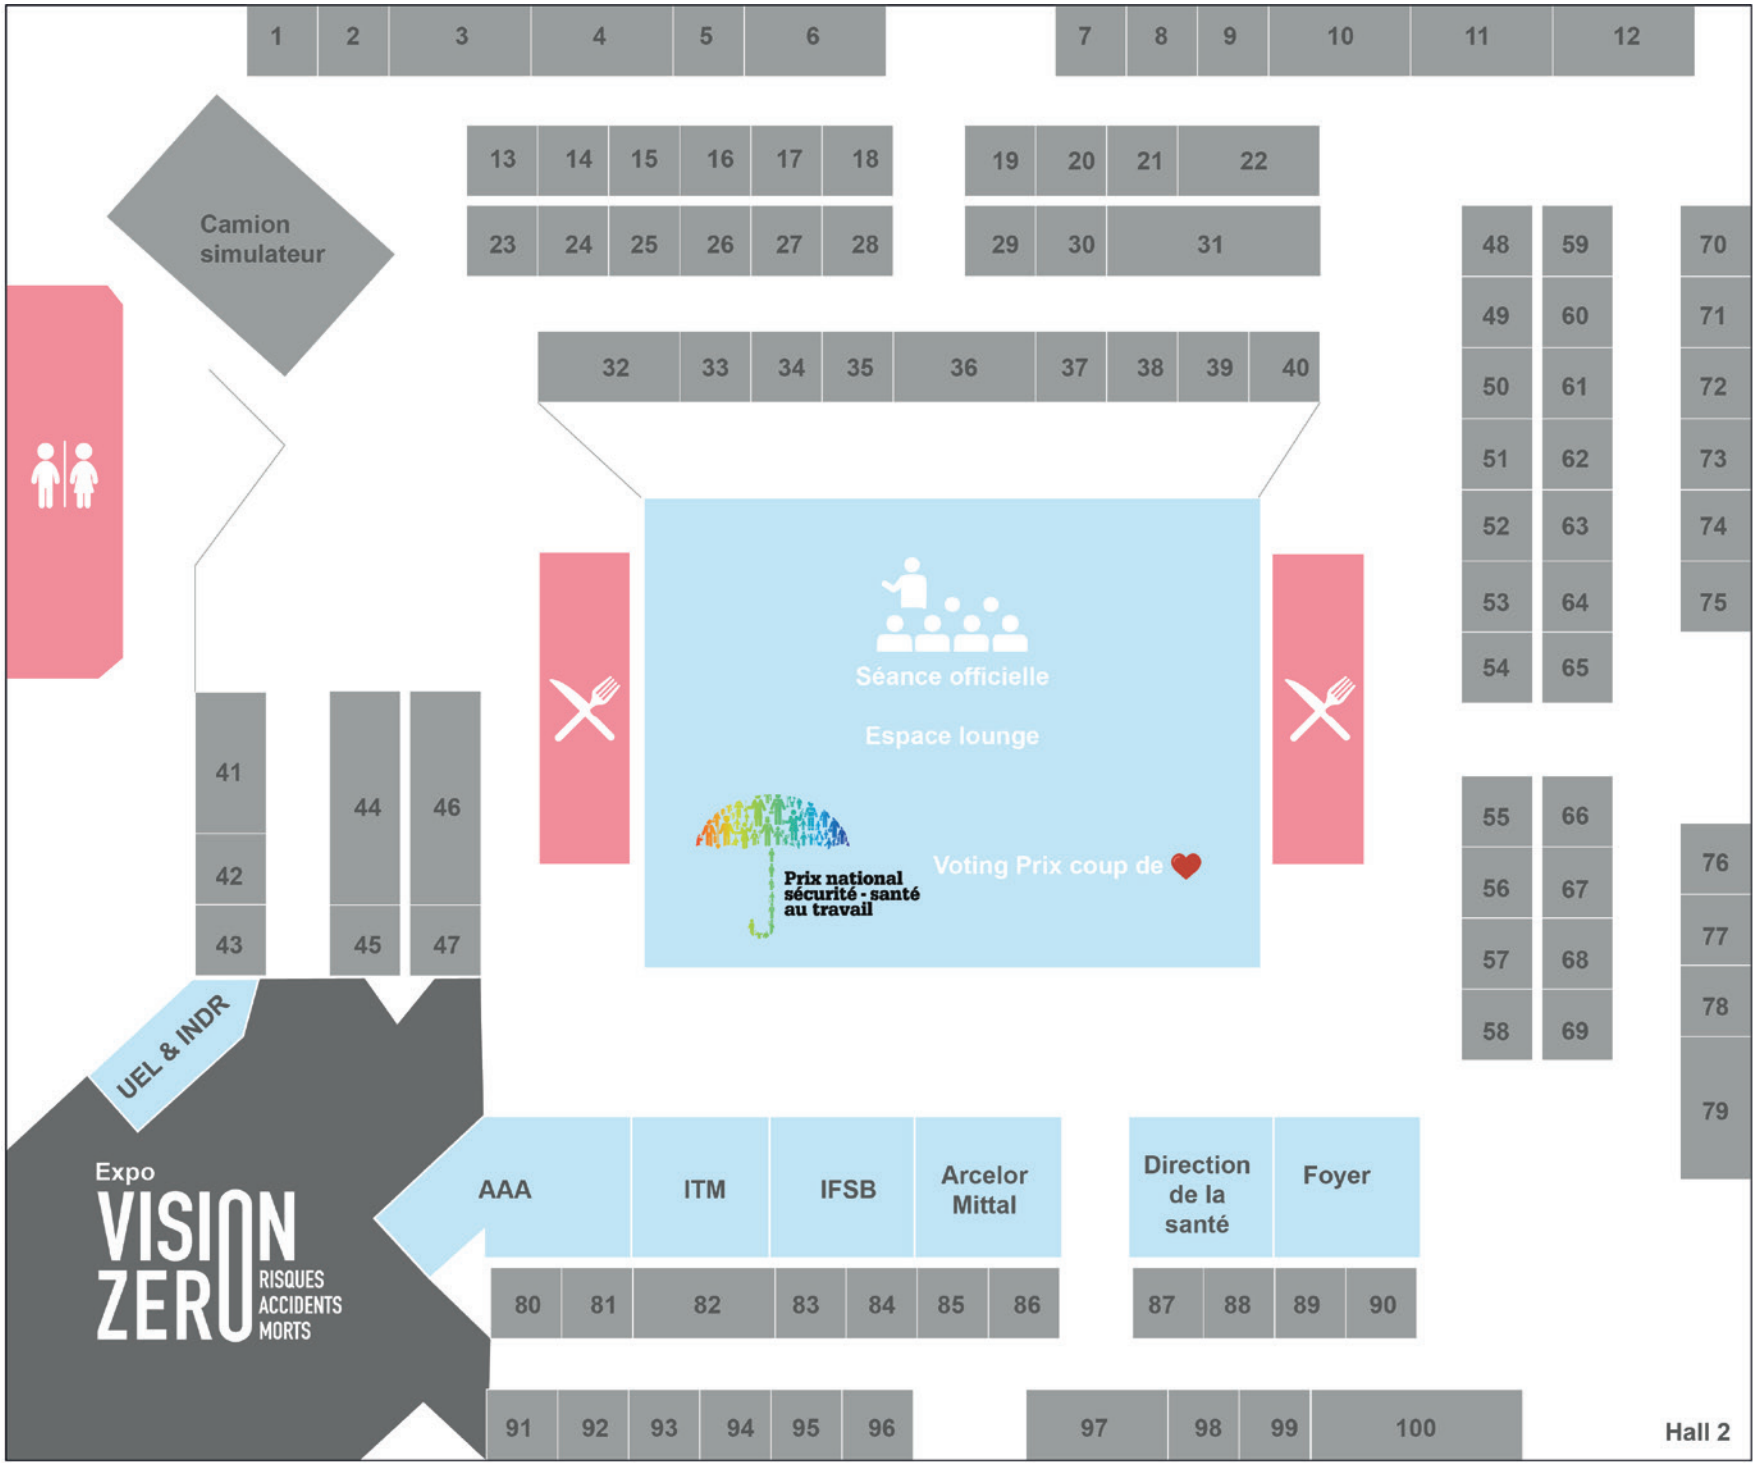 1 2 3 4 5 6 7 8 9 10 11 12
13 14 15 16 17 18 19 20 21 22
Camion
simulateur
23 24 25 26 27 28 29 30 31
48 59 70
49 60 71
32 33 34 35 36 37 38 39 40
50 61 72
51 62 73
52 63 74
53 64 75
54 65
Séance officielle
Espace lounge
41
44 46
42
43 45 47
Prix national
sécurité - santé
au travail
Voting Prix coup de
55 66
56 67
57 68
58 69
76
77
78
79
UEL & INDR
Expo
VISION
ZERO
RISQUES
ACCIDENTS
MORTS
AAA
ITM
IFSB
Arcelor
Mittal
Direction
de la
santé
Foyer
80 81 82 83 84 85 86 87 88 89 90
91 92 93 94 95 96 97 98 99 100
Hall 2